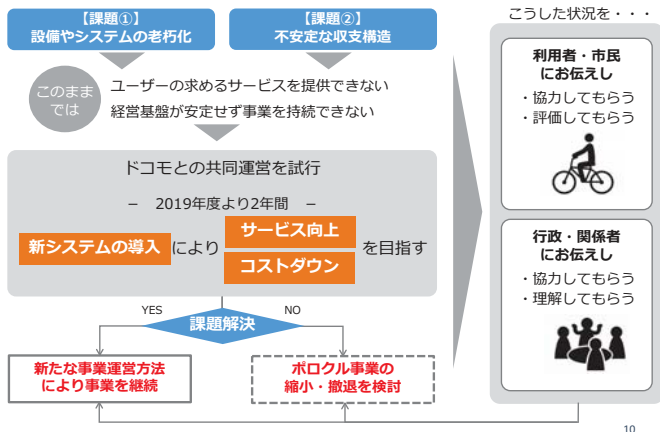 【課題①】
設備やシステムの老朽化
【課題②】
不安定な収支構造
このまま
では
ユーザーの求めるサービスを提供できない
経営基盤が安定せず事業を持続できない
ドコモとの共同運営を試行
－ 2019年度より2年間 －
新システムの導入により
サービス向上
コストダウン
を目指す
YES
課題解決
NO
新たな事業運営方法
により事業を継続
ポロクル事業の
縮小・撤退を検討
こうした状況を・・・
利用者・市民
にお伝えし
・協力してもらう
・評価してもらう
行政・関係者
にお伝えし
・協力してもらう
・理解してもらう
10